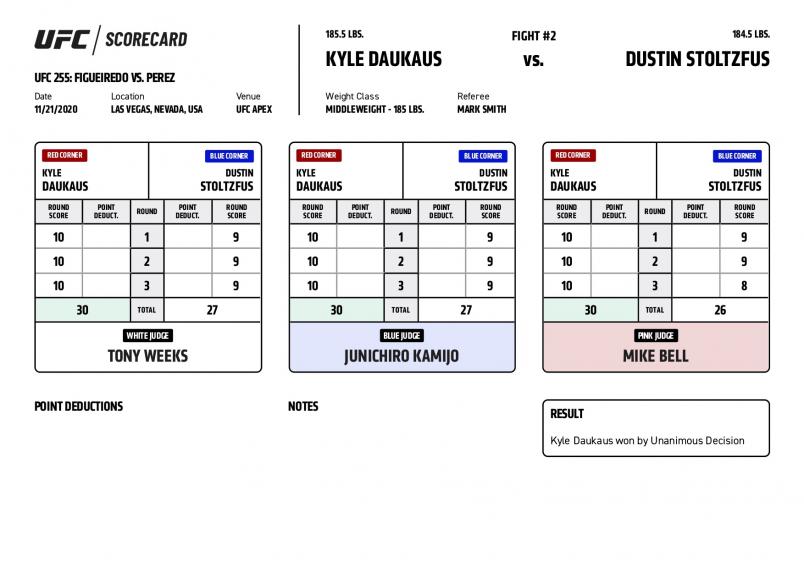 UFC SCORECARD
UFC 255: FIGUEIREDO VS. PEREZ
Date Location Venue
11/21/2020 LAS VEGAS, NEVADA, USA UFC APEX
185.5 LBS. FIGHT #2 184.5 LBS.
KYLE DAUKAUS VS. DUSTIN STOLTZFUS
Weight Class Referee
MIDDLEWEIGHT - 185 LBS. MARK SMITH
RED CORNER BLUE CORNER
KYLE DAUKAUS DUSTIN STOLTZFUS
ROUND SCORE POINT DEDUCT. ROUND POINT DEDUCT. ROUND SCORE
10 1 9
10 2 9
10 3 9
30 TOTAL 27
WHITE JUDGE
TONY WEEKS
RED CORNER BLUE CORNER
KYLE DAUKAUS DUSTIN STOLTZFUS
ROUND SCORE POINT DEDUCT. ROUND POINT DEDUCT. ROUND SCORE
10 1 9
10 2 9
10 3 9
30 TOTAL 27
BLUE JUDGE
JUNICHIRO KAMIJO
RED CORNER BLUE CORNER
KYLE DAUKAUS DUSTIN STOLTZFUS
ROUND SCORE POINT DEDUCT. ROUND POINT DEDUCT. ROUND SCORE
10 1 9
10 2 9
10 3 8
30 TOTAL 26
PINK JUDGE
MIKE BELL
POINT DEDUCTIONS
NOTES
RESULT
Kyle Daukaus won by Unanimous Decision